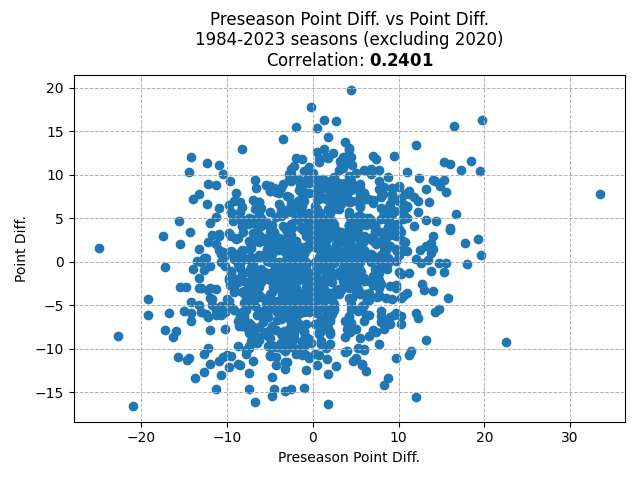 Preseason Point Diff. vs Point Diff.
1984-2023 seasons (excluding 2020)
Correlation: 0.2401
20
15
10
5
0
−5
−10
−15
Point Diff.
−20
−10
0
10
20
30
Preseason Point Diff.